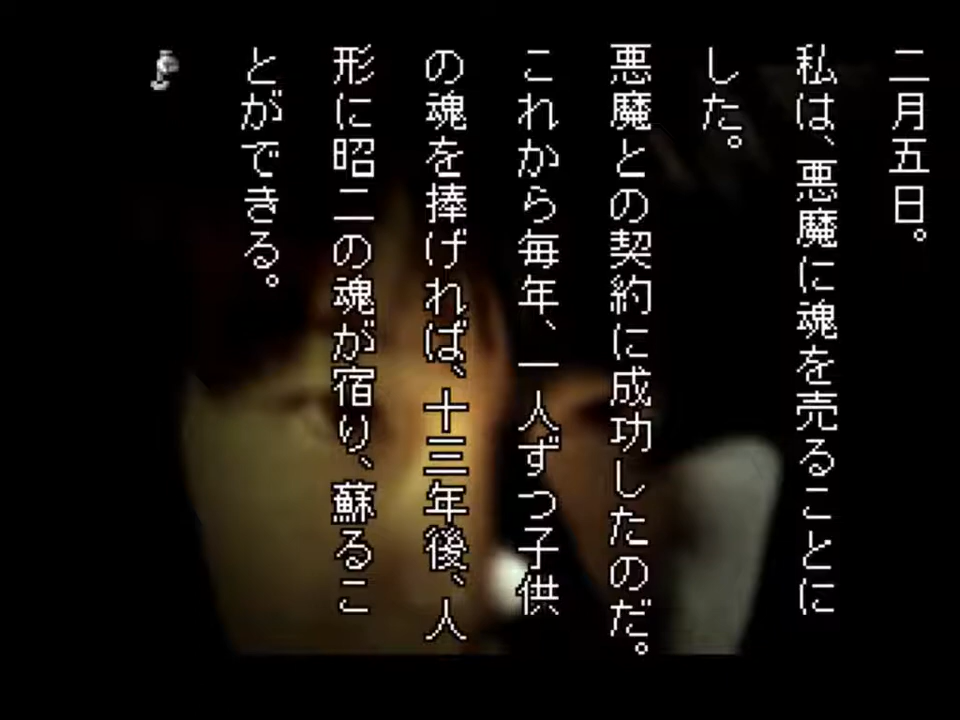 二月五日。
私は、悪魔に魂を売ることに
した。
悪魔との契約に成功したのだ。
これから毎年、一人ずつ子供
の魂を捧げれば、十三年後、人
形に昭二の魂が宿り、蘇るこ
とができる。